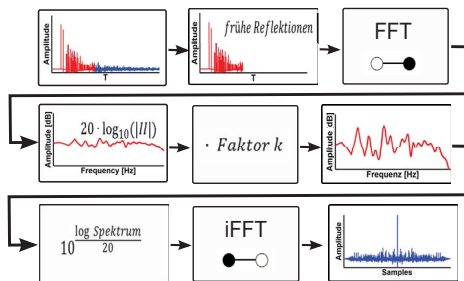 Amplitude
T
frühe Reflektionen
Amplitude
T
FFT
Amplitude [dB]
20 · log₁₀(|II|)
Frequency [Hz]
· Faktor k
Amplitude dB]
Frequenz [Hz]
10^(log Spektrum / 20)
iFFT
Amplitude
Samples